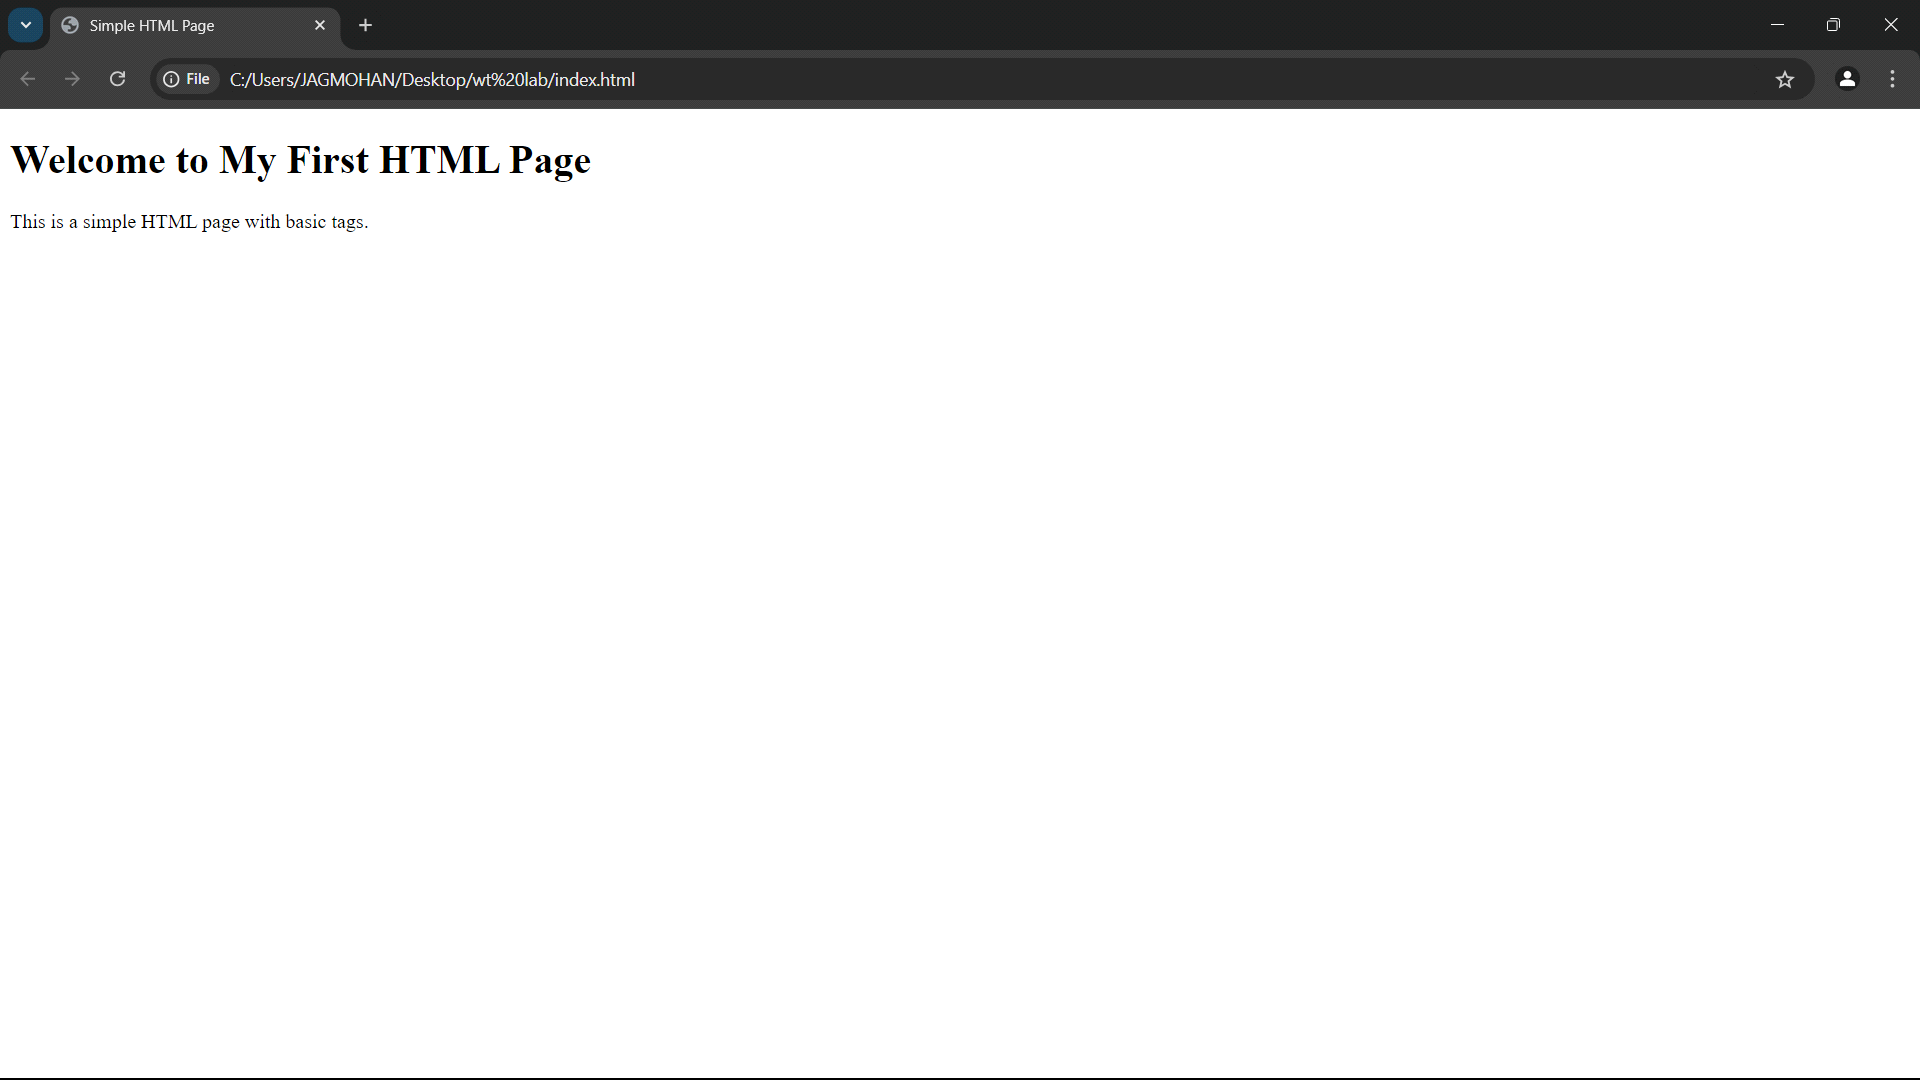 Simple HTML Page
File C:/Users/JAGMOHAN/Desktop/wt%20lab/index.html
Welcome to My First HTML Page
This is a simple HTML page with basic tags.